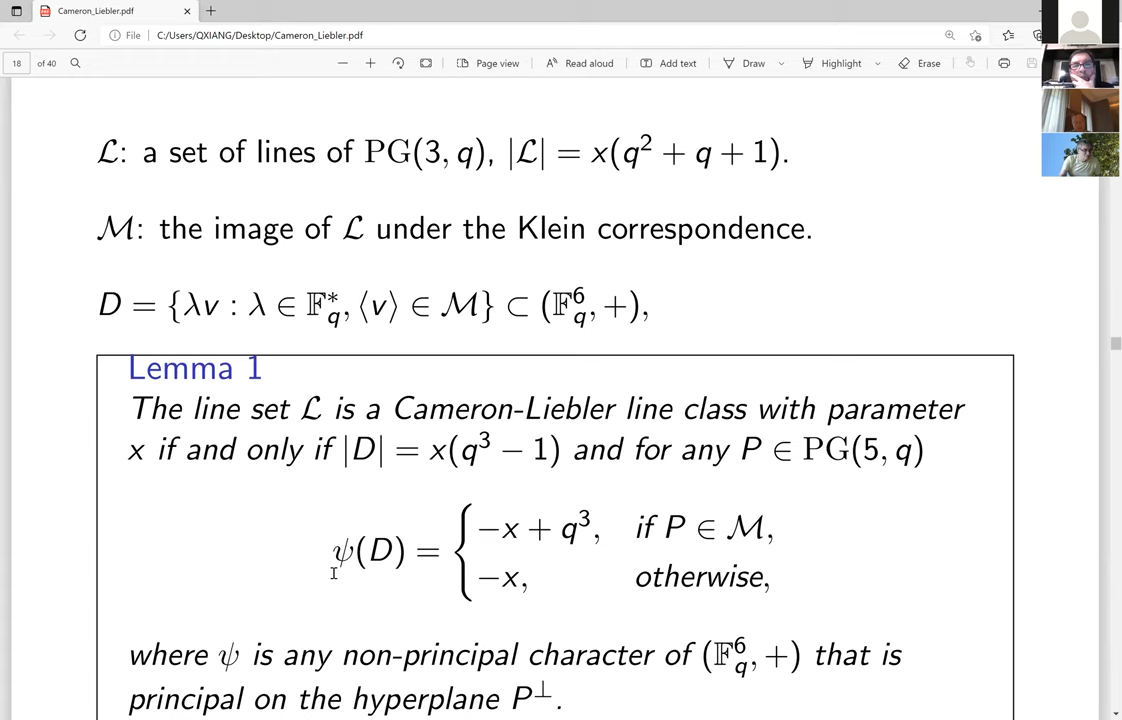 Cameron_Liebler.pdf
File C:/Users/QXIANG/Desktop/Cameron_Liebler.pdf
18 of 40 Page view Read aloud Add text Draw Highlight Erase
ℒ: a set of lines of PG(3, q), |ℒ| = x(q² + q + 1).
ℳ: the image of ℒ under the Klein correspondence.
D = {λv : λ ∈ 𝔽*_q, ⟨v⟩ ∈ ℳ} ⊂ (𝔽⁶_q, +),
Lemma 1
The line set ℒ is a Cameron-Liebler line class with parameter
x if and only if |D| = x(q³ − 1) and for any P ∈ PG(5, q)
ψ(D) = { −x + q³, if P ∈ ℳ,
−x, otherwise,
where ψ is any non-principal character of (𝔽⁶_q, +) that is
principal on the hyperplane P^⊥.